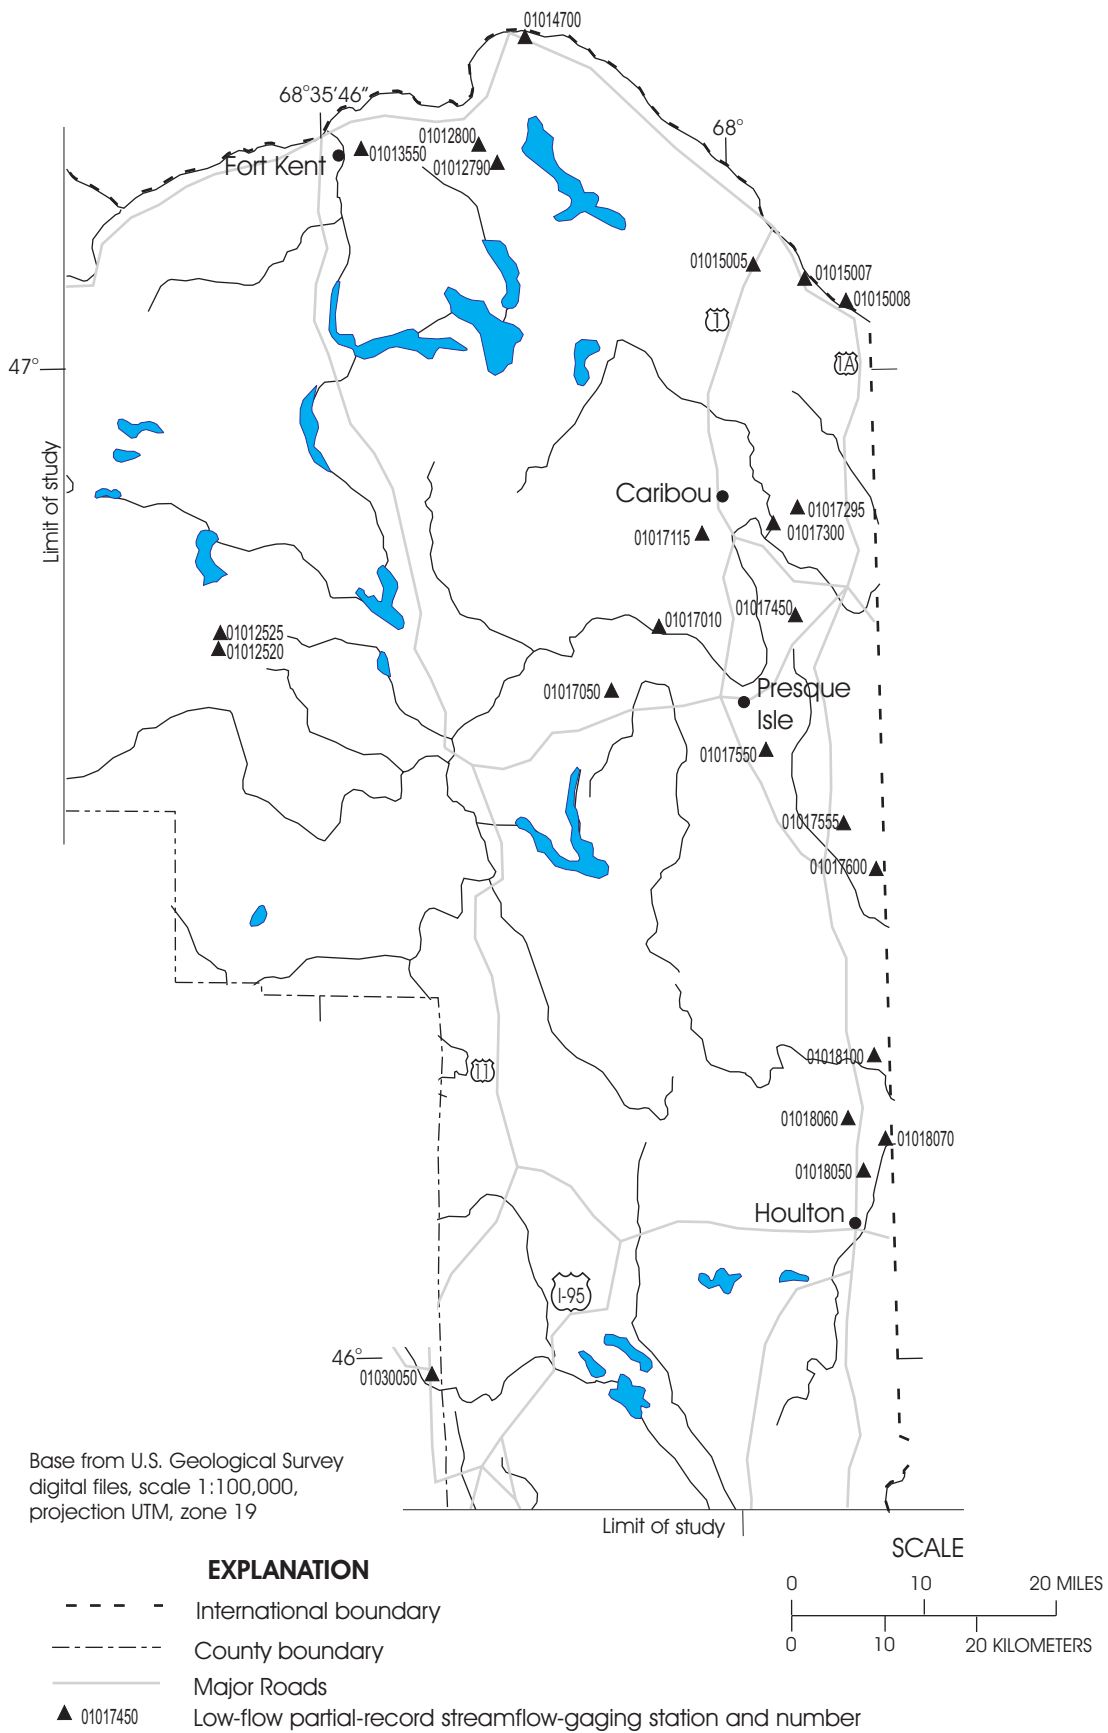 01014700
68°35'46"
68°
01012800
01013550
Fort Kent
01012790
01015005
01015007
01015008
1
1A
47°
Limit of study
Caribou
01017295
01017300
01017115
01017450
01017010
01012525
01012520
01017050
Presque
Isle
01017550
01017555
01017600
01018100
11
01018060
01018070
01018050
Houlton
I-95
46°
01030050
Base from U.S. Geological Survey
digital files, scale 1:100,000,
projection UTM, zone 19
Limit of study
SCALE
0 10 20 MILES
0 10 20 KILOMETERS
EXPLANATION
International boundary
County boundary
Major Roads
01017450 Low-flow partial-record streamflow-gaging station and number